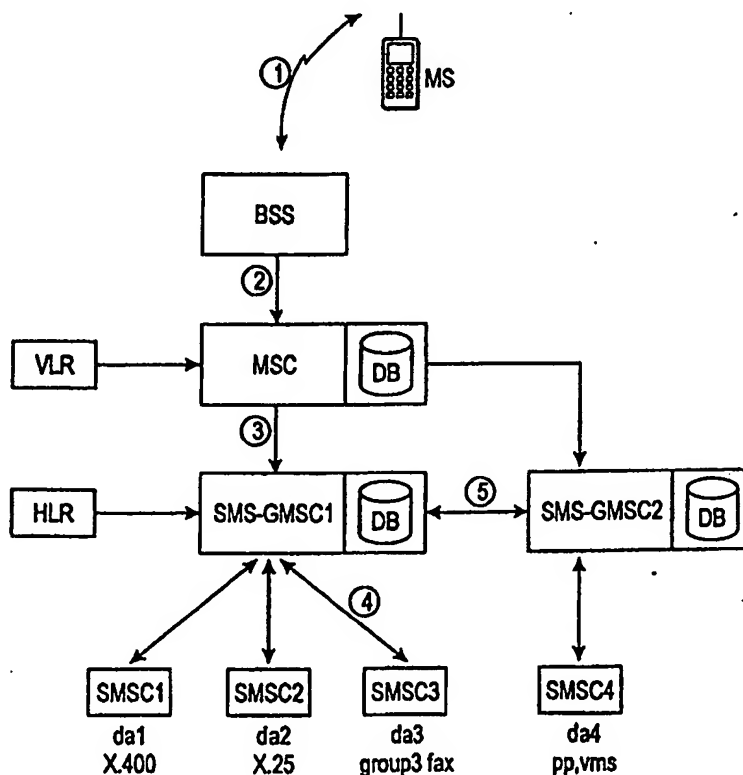 ①
MS
BSS
②
VLR
MSC
DB
③
HLR
SMS-GMSC1
DB
⑤
SMS-GMSC2
DB
④
SMSC1
SMSC2
SMSC3
SMSC4
da1
da2
da3
da4
X.400
X.25
group3 fax
pp,vms